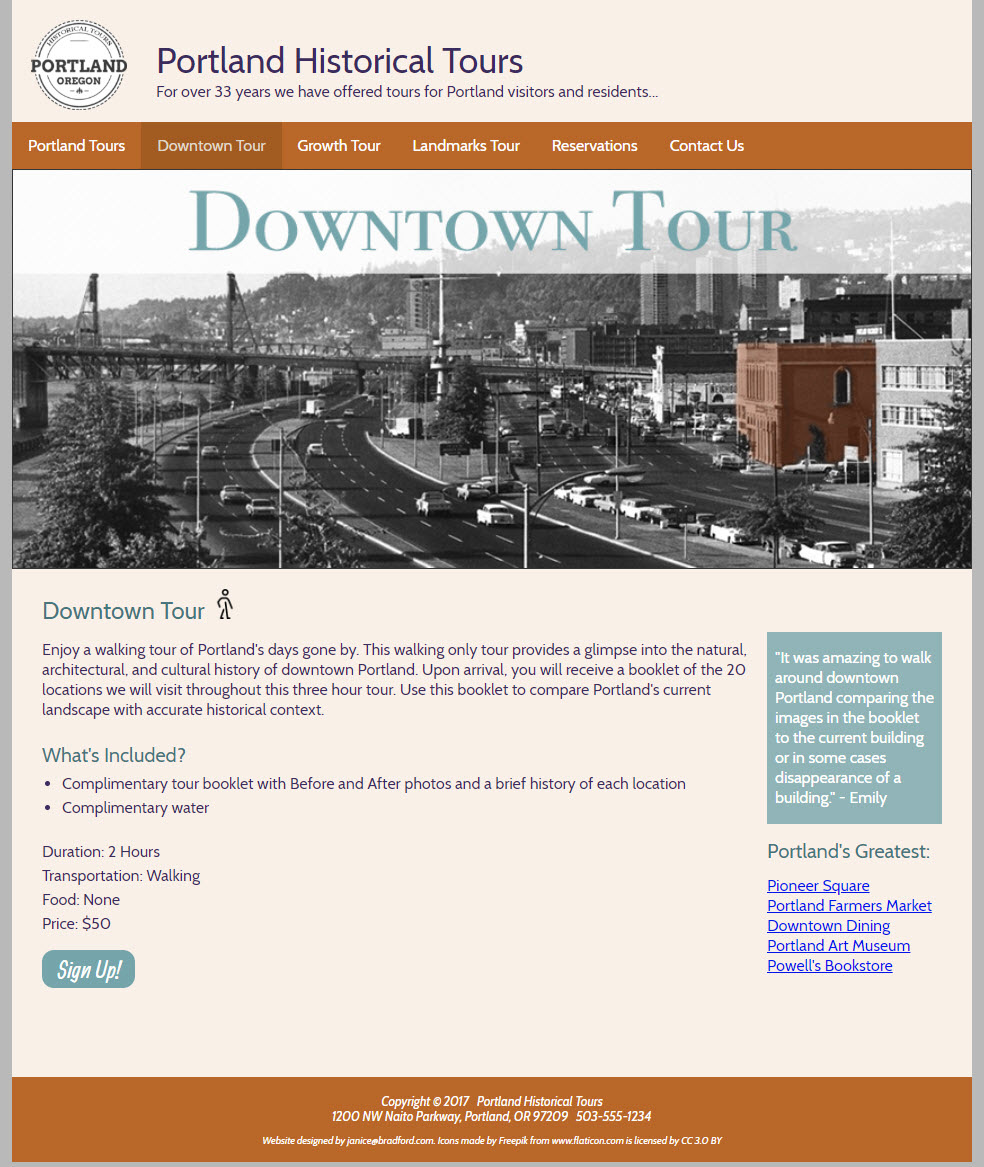 HISTORICAL TOURS
PORTLAND
OREGON
Portland Historical Tours
For over 33 years we have offered tours for Portland visitors and residents...
Portland Tours Downtown Tour Growth Tour Landmarks Tour Reservations Contact Us
Downtown Tour
Downtown Tour
Enjoy a walking tour of Portland's days gone by. This walking only tour provides a glimpse into the natural,
architectural, and cultural history of downtown Portland. Upon arrival, you will receive a booklet of the 20
locations we will visit throughout this three hour tour. Use this booklet to compare Portland's current
landscape with accurate historical context.
What's Included?
• Complimentary tour booklet with Before and After photos and a brief history of each location
• Complimentary water
Duration: 2 Hours
Transportation: Walking
Food: None
Price: $50
Sign Up!
"It was amazing to walk
around downtown
Portland comparing the
images in the booklet
to the current building
or in some cases
disappearance of a
building." - Emily
Portland's Greatest:
Pioneer Square
Portland Farmers Market
Downtown Dining
Portland Art Museum
Powell's Bookstore
Copyright © 2017 Portland Historical Tours
1200 NW Naito Parkway, Portland, OR 97209 503-555-1234
Website designed by janice@bradford.com. Icons made by Freepik from www.flaticon.com is licensed by CC 3.0 BY